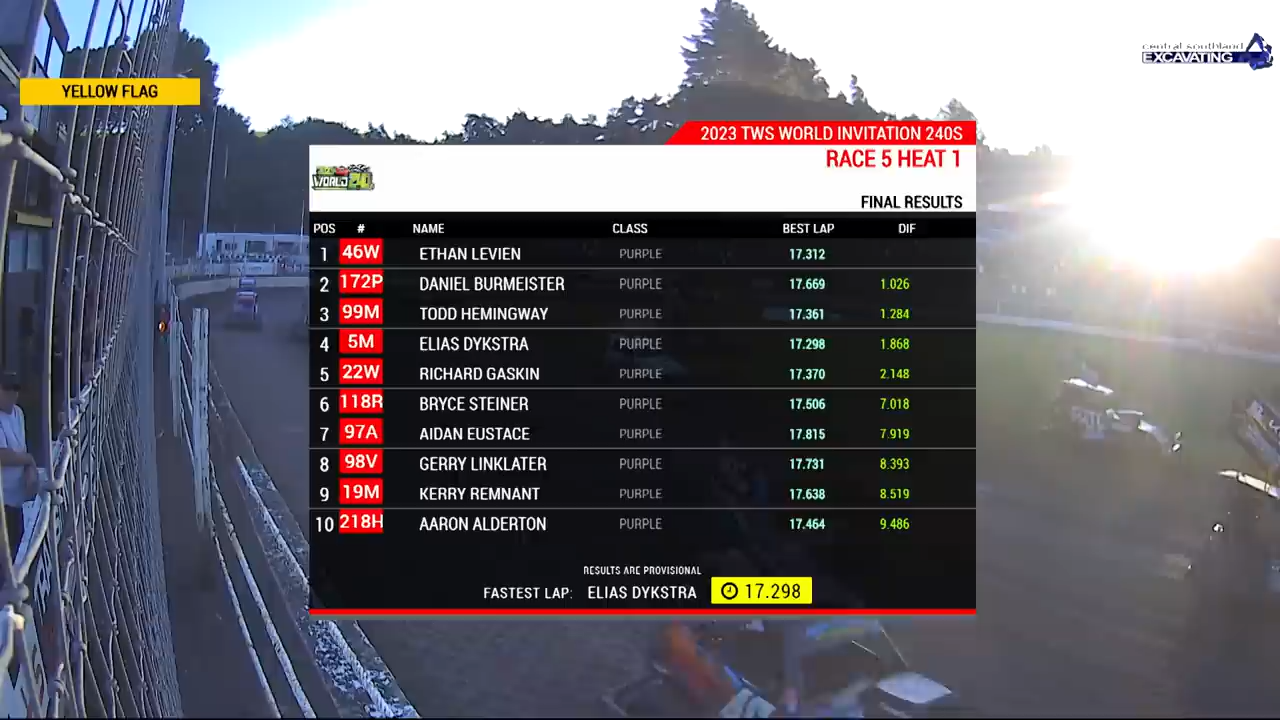 central southland
EXCAVATING
YELLOW FLAG
2023 TWS WORLD INVITATION 240S
RACE 5 HEAT 1
WORLD 240
FINAL RESULTS
POS # NAME CLASS BEST LAP DIF
1 46W ETHAN LEVIEN PURPLE 17.312
2 172P DANIEL BURMEISTER PURPLE 17.669 1.026
3 99M TODD HEMINGWAY PURPLE 17.361 1.284
4 5M ELIAS DYKSTRA PURPLE 17.298 1.868
5 22W RICHARD GASKIN PURPLE 17.370 2.148
6 118R BRYCE STEINER PURPLE 17.506 7.018
7 97A AIDAN EUSTACE PURPLE 17.815 7.919
8 98V GERRY LINKLATER PURPLE 17.731 8.393
9 19M KERRY REMNANT PURPLE 17.638 8.519
10 218H AARON ALDERTON PURPLE 17.464 9.486
RESULTS ARE PROVISIONAL
FASTEST LAP: ELIAS DYKSTRA 17.298